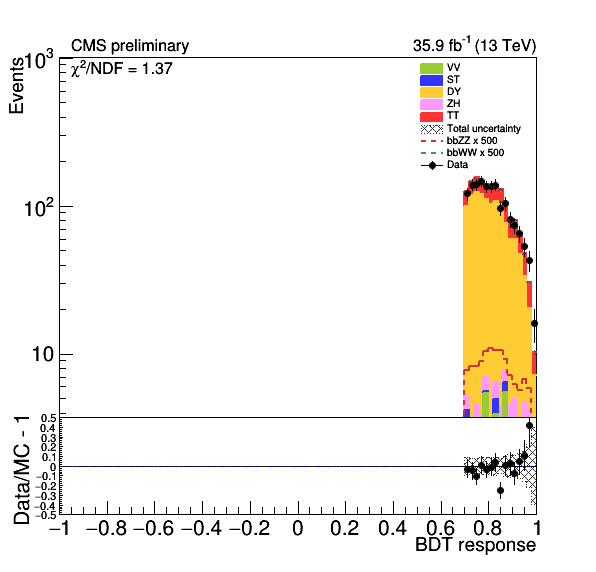 CMS preliminary 35.9 fb⁻¹ (13 TeV)
Events
10³
χ²/NDF = 1.37
VV
ST
DY
ZH
TT
Total uncertainty
bbZZ x 500
bbWW x 500
Data
10²
10
Data/MC - 1
0.5
0.4
0.3
0.2
0.1
0
−0.1
−0.2
−0.3
−0.4
−0.5
−1 −0.8 −0.6 −0.4 −0.2 0 0.2 0.4 0.6 0.8 1
BDT response